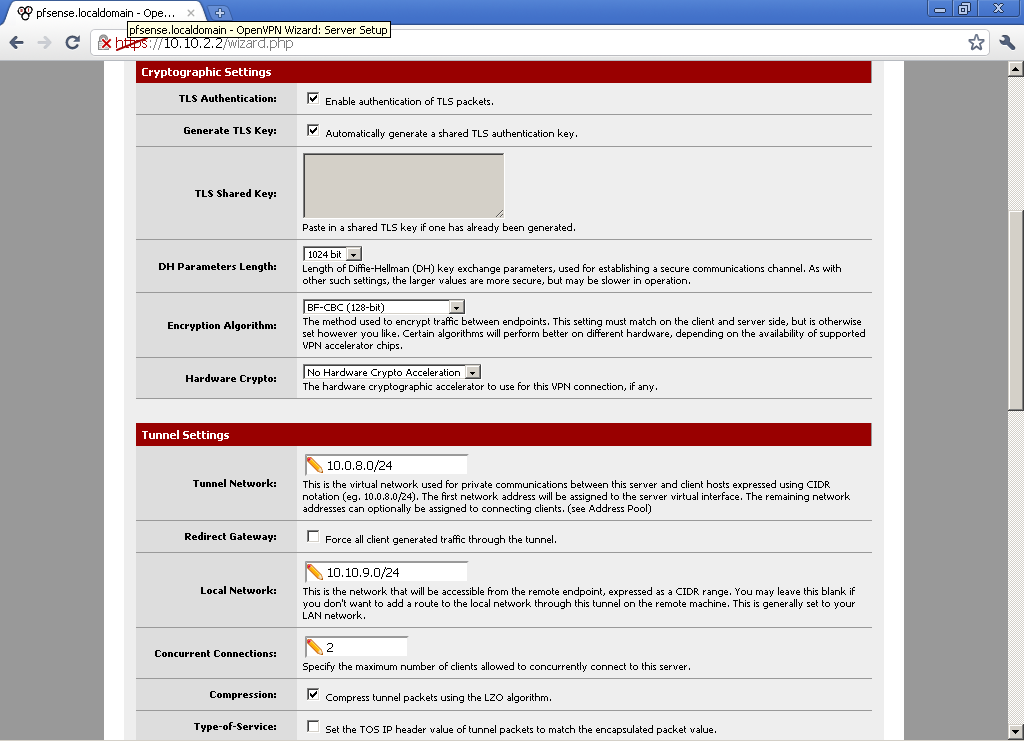 pfsense.localdomain - Ope...
pfsense.localdomain - OpenVPN Wizard: Server Setup
https://10.10.2.2/wizard.php
Cryptographic Settings
TLS Authentication:
Enable authentication of TLS packets.
Generate TLS Key:
Automatically generate a shared TLS authentication key.
TLS Shared Key:
Paste in a shared TLS key if one has already been generated.
DH Parameters Length:
1024 bit
Length of Diffie-Hellman (DH) key exchange parameters, used for establishing a secure communications channel. As with
other such settings, the larger values are more secure, but may be slower in operation.
Encryption Algorithm:
BF-CBC (128-bit)
The method used to encrypt traffic between endpoints. This setting must match on the client and server side, but is otherwise
set however you like. Certain algorithms will perform better on different hardware, depending on the availability of supported
VPN accelerator chips.
Hardware Crypto:
No Hardware Crypto Acceleration
The hardware cryptographic accelerator to use for this VPN connection, if any.
Tunnel Settings
Tunnel Network:
10.0.8.0/24
This is the virtual network used for private communications between this server and client hosts expressed using CIDR
notation (eg. 10.0.8.0/24). The first network address will be assigned to the server virtual interface. The remaining network
addresses can optionally be assigned to connecting clients. (see Address Pool)
Redirect Gateway:
Force all client generated traffic through the tunnel.
Local Network:
10.10.9.0/24
This is the network that will be accessible from the remote endpoint, expressed as a CIDR range. You may leave this blank if
you don't want to add a route to the local network through this tunnel on the remote machine. This is generally set to your
LAN network.
Concurrent Connections:
2
Specify the maximum number of clients allowed to concurrently connect to this server.
Compression:
Compress tunnel packets using the LZO algorithm.
Type-of-Service:
Set the TOS IP header value of tunnel packets to match the encapsulated packet value.